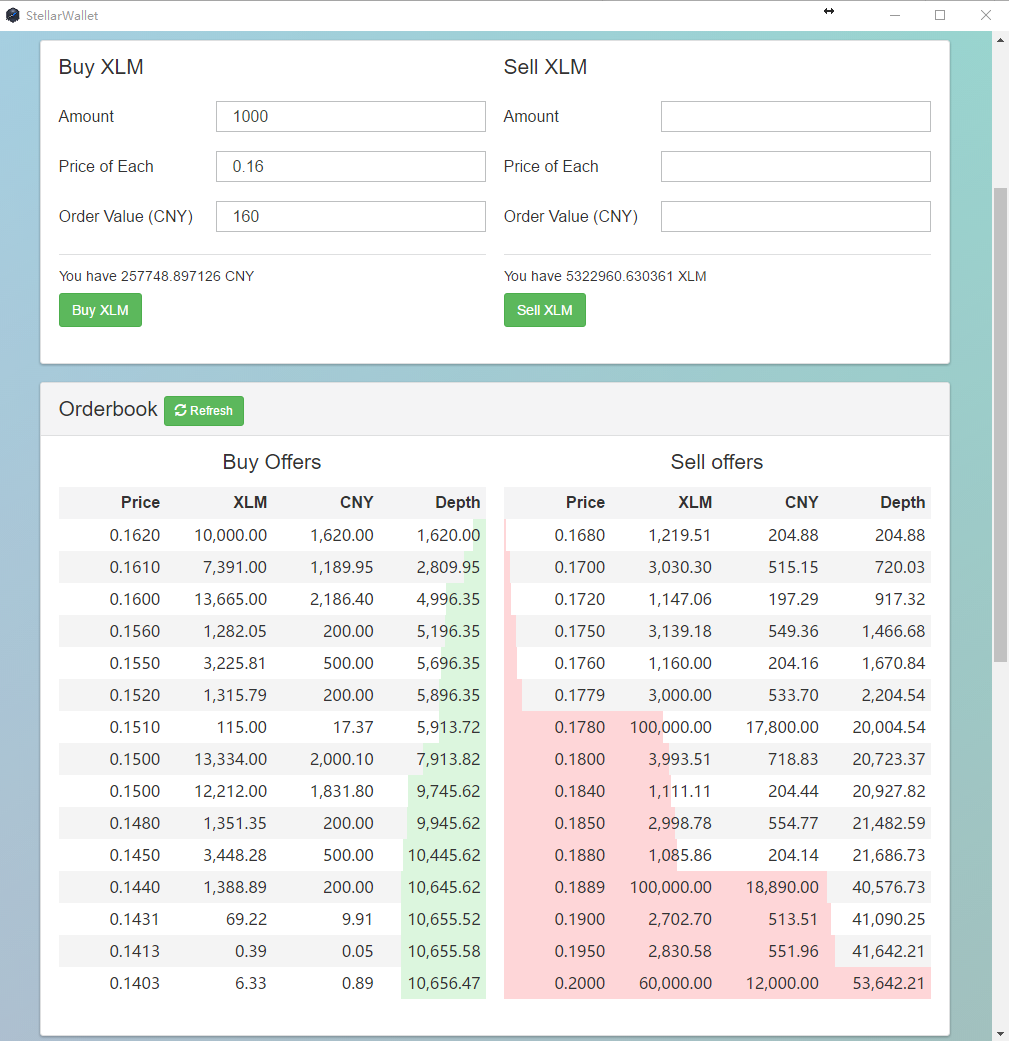 StellarWallet
Buy XLM Sell XLM
Amount 1000 Amount
Price of Each 0.16 Price of Each
Order Value (CNY) 160 Order Value (CNY)
You have 257748.897126 CNY You have 5322960.630361 XLM
Buy XLM Sell XLM
Orderbook Refresh
Buy Offers Sell offers
Price XLM CNY Depth Price XLM CNY Depth
0.1620 10,000.00 1,620.00 1,620.00 0.1680 1,219.51 204.88 204.88
0.1610 7,391.00 1,189.95 2,809.95 0.1700 3,030.30 515.15 720.03
0.1600 13,665.00 2,186.40 4,996.35 0.1720 1,147.06 197.29 917.32
0.1560 1,282.05 200.00 5,196.35 0.1750 3,139.18 549.36 1,466.68
0.1550 3,225.81 500.00 5,696.35 0.1760 1,160.00 204.16 1,670.84
0.1520 1,315.79 200.00 5,896.35 0.1779 3,000.00 533.70 2,204.54
0.1510 115.00 17.37 5,913.72 0.1780 100,000.00 17,800.00 20,004.54
0.1500 13,334.00 2,000.10 7,913.82 0.1800 3,993.51 718.83 20,723.37
0.1500 12,212.00 1,831.80 9,745.62 0.1840 1,111.11 204.44 20,927.82
0.1480 1,351.35 200.00 9,945.62 0.1850 2,998.78 554.77 21,482.59
0.1450 3,448.28 500.00 10,445.62 0.1880 1,085.86 204.14 21,686.73
0.1440 1,388.89 200.00 10,645.62 0.1889 100,000.00 18,890.00 40,576.73
0.1431 69.22 9.91 10,655.52 0.1900 2,702.70 513.51 41,090.25
0.1413 0.39 0.05 10,655.58 0.1950 2,830.58 551.96 41,642.21
0.1403 6.33 0.89 10,656.47 0.2000 60,000.00 12,000.00 53,642.21